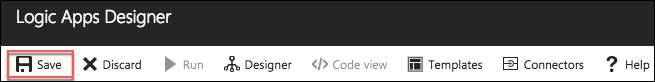 Logic Apps Designer
Save Discard Run Designer </> Code view Templates Connectors ? Help